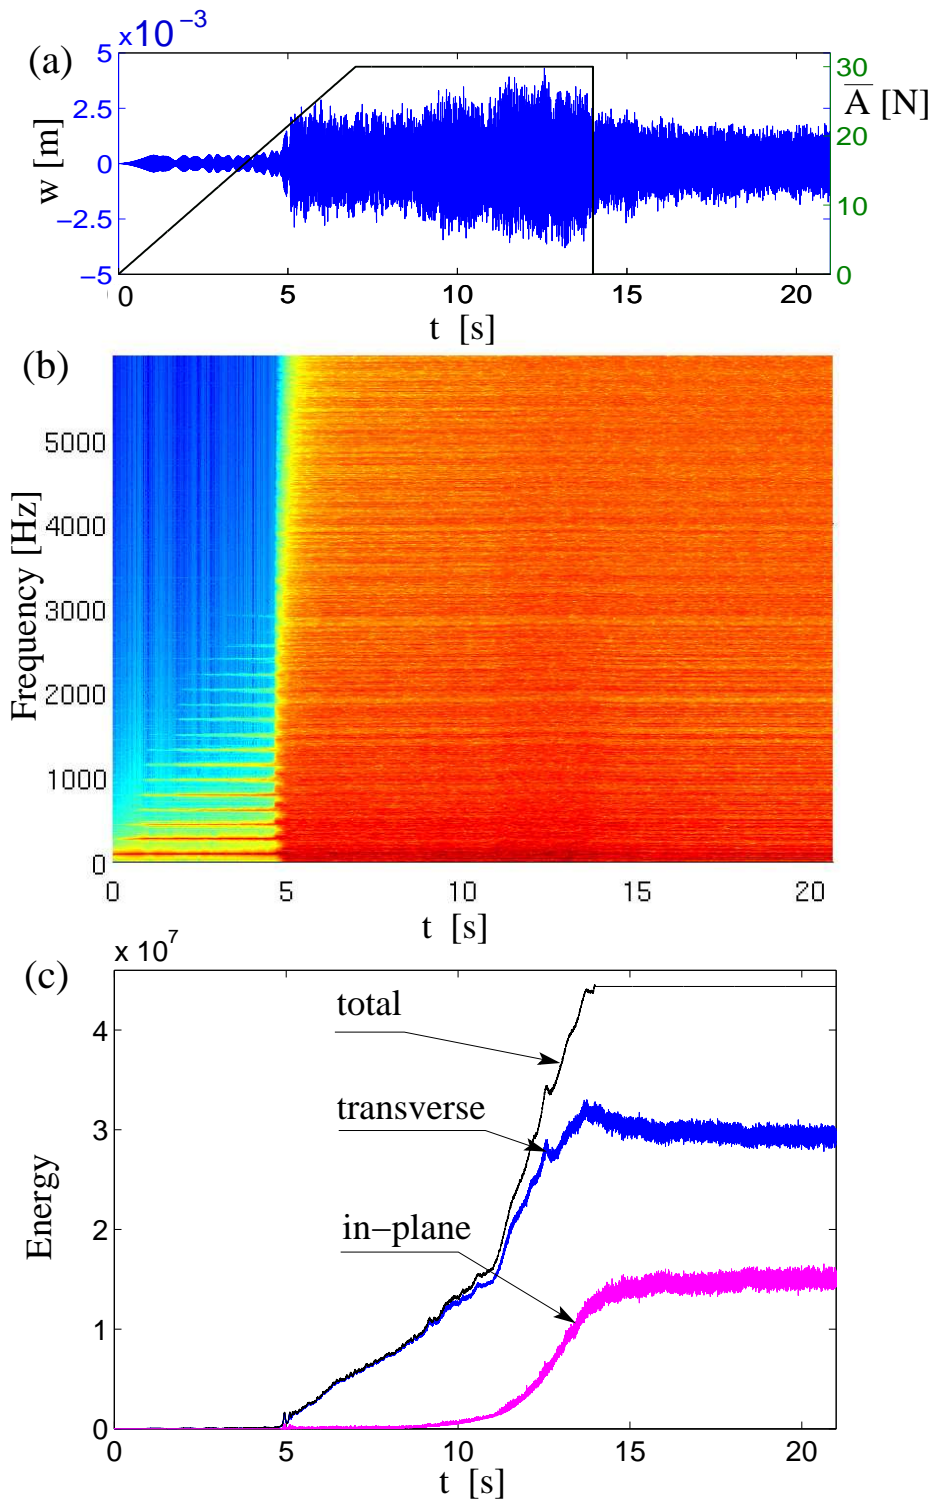 (a)
×10 −3
5
2.5
0
−2.5
−5
w [m]
30
20
10
0
A [N]
0 5 10 15 20
t [s]
(b)
5000
4000
3000
2000
1000
0
Frequency [Hz]
0 5 10 15 20
t [s]
(c)
x 10 7
4
3
2
1
0
Energy
total
transverse
in−plane
0 5 10 15 20
t [s]